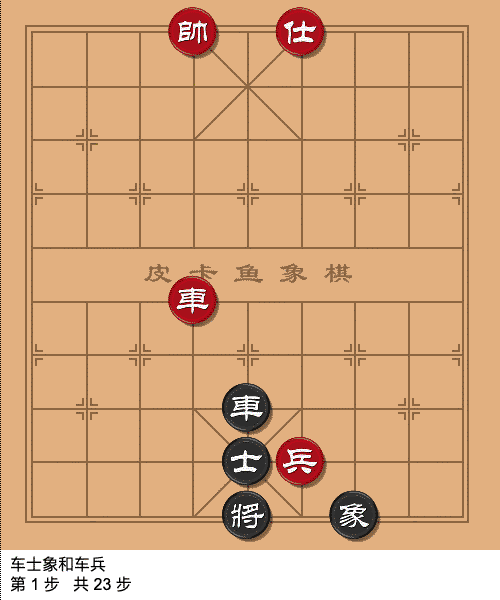 帥 仕
皮卡鱼象棋
車
車
士 兵
將 象
车士象和车兵
第 1 步 共 23 步